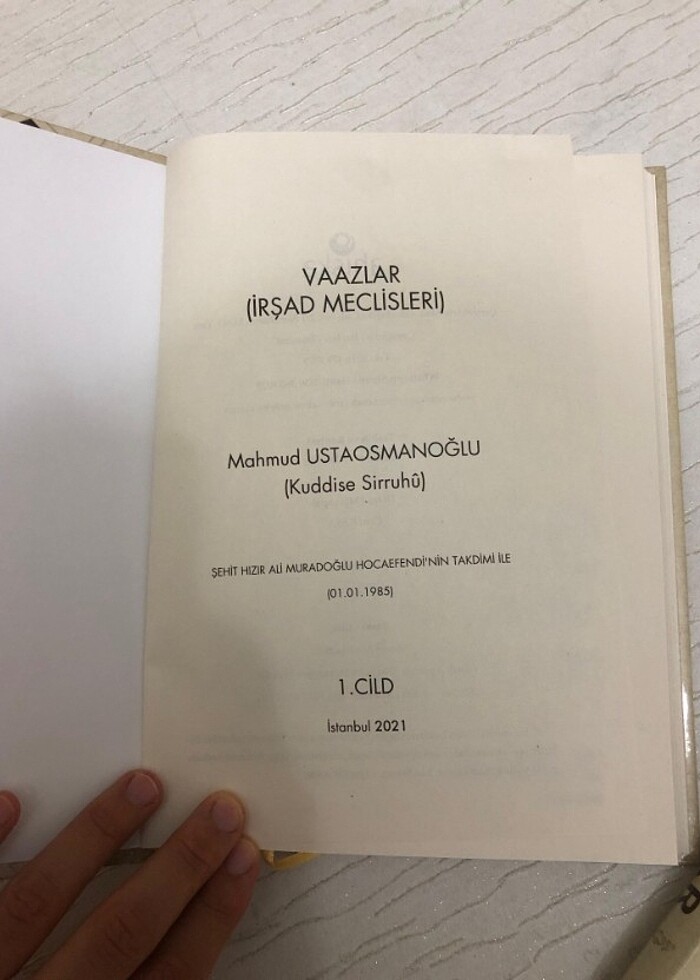 VAAZLAR
(İRŞAD MECLİSLERİ)
Mahmud USTAOSMANOĞLU
(Kuddise Sirruhû)
ŞEHİT HIZIR ALİ MURADOĞLU HOCAEFENDİ'NİN TAKDİMİ İLE
(01.01.1985)
1.CİLD
İstanbul 2021